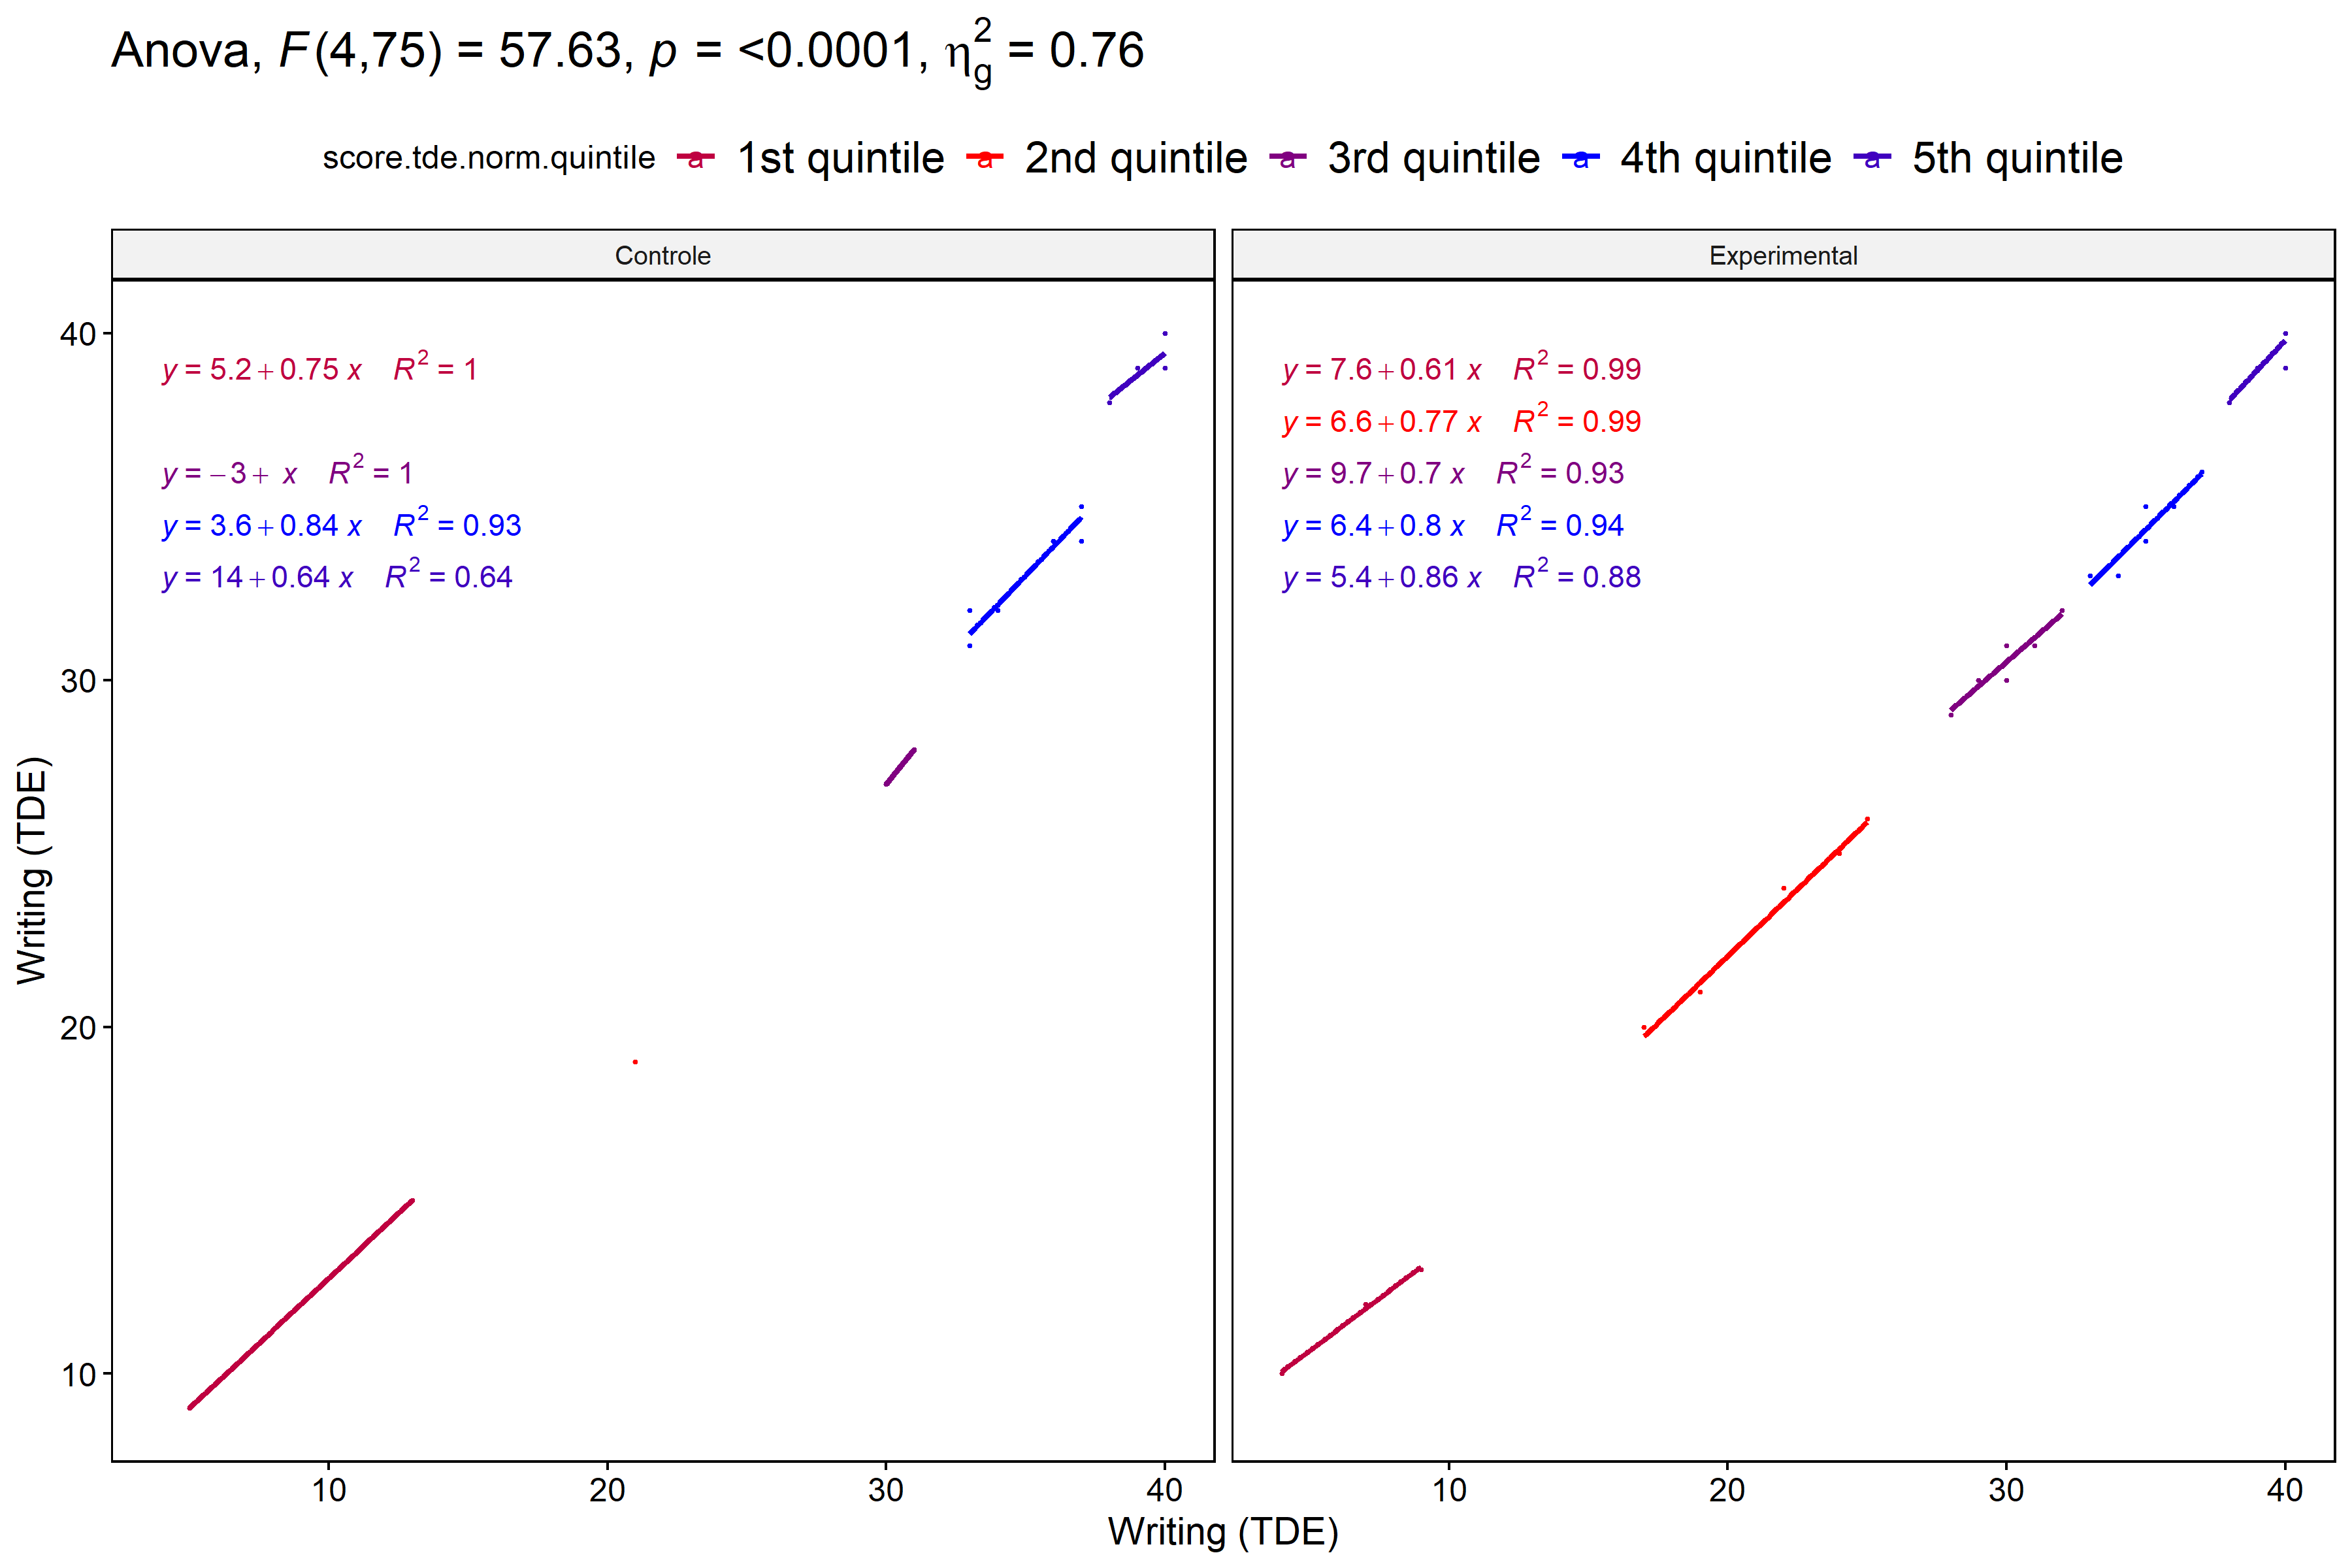 Anova, F(4,75) = 57.63, p = <0.0001, η²g = 0.76
score.tde.norm.quintile a 1st quintile a 2nd quintile a 3rd quintile a 4th quintile a 5th quintile
Controle
Experimental
Writing (TDE)
40
30
20
10
y = 5.2 + 0.75 x R² = 1
y = −3 + x R² = 1
y = 3.6 + 0.84 x R² = 0.93
y = 14 + 0.64 x R² = 0.64
y = 7.6 + 0.61 x R² = 0.99
y = 6.6 + 0.77 x R² = 0.99
y = 9.7 + 0.7 x R² = 0.93
y = 6.4 + 0.8 x R² = 0.94
y = 5.4 + 0.86 x R² = 0.88
10 20 30 40
10 20 30 40
Writing (TDE)